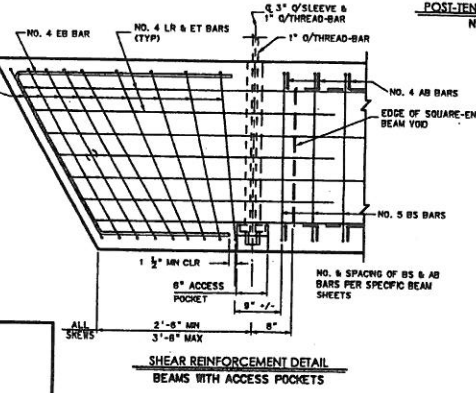 POST-TEN
N
℄ 3" O/SLEEVE &
1" O/THREAD-BAR
1" O/THREAD-BAR
NO. 4 EB BAR
NO. 4 LR & ET BARS
(TYP)
NO. 4 AB BARS
EDGE OF SQUARE-EN
BEAM VOID
NO. 5 BS BARS
1 ½" MIN CLR
6" ACCESS
POCKET
9" +/-
NO. & SPACING OF BS & AB
BARS PER SPECIFIC BEAM
SHEETS
ALL
SKEWS
2'-6" MIN
3'-6" MAX
6"
SHEAR REINFORCEMENT DETAIL
BEAMS WITH ACCESS POCKETS